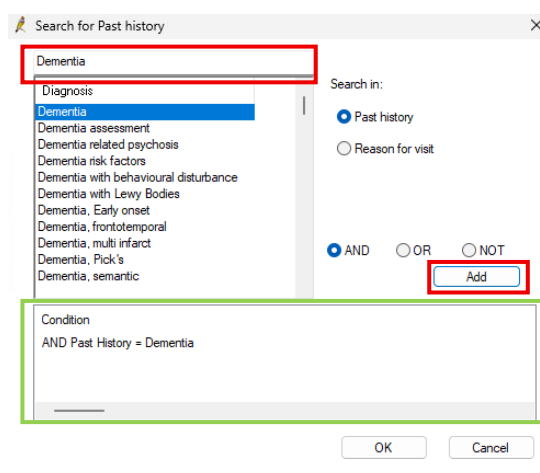 Search for Past history
Dementia
Diagnosis
Dementia
Dementia assessment
Dementia related psychosis
Dementia risk factors
Dementia with behavioural disturbance
Dementia with Lewy Bodies
Dementia, Early onset
Dementia, frontotemporal
Dementia, multi infarct
Dementia, Pick's
Dementia, semantic
Search in:
Past history
Reason for visit
AND OR NOT
Add
Condition
AND Past History = Dementia
OK Cancel